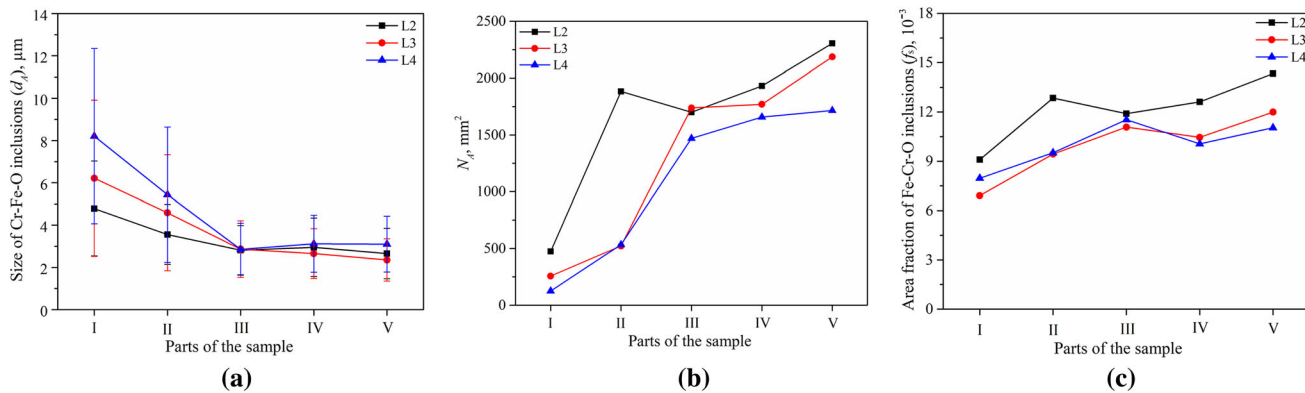 14
12
10
8
6
4
2
0
Size of Cr-Fe-O inclusions (d_A), μm
L2
L3
L4
I II III IV V
Parts of the sample
(a)
2500
2000
1500
1000
500
0
N_A, mm²
L2
L3
L4
I II III IV V
Parts of the sample
(b)
18
15
12
9
6
3
0
Area fraction of Fe-Cr-O inclusions (f_s), 10⁻³
L2
L3
L4
I II III IV V
Parts of the sample
(c)